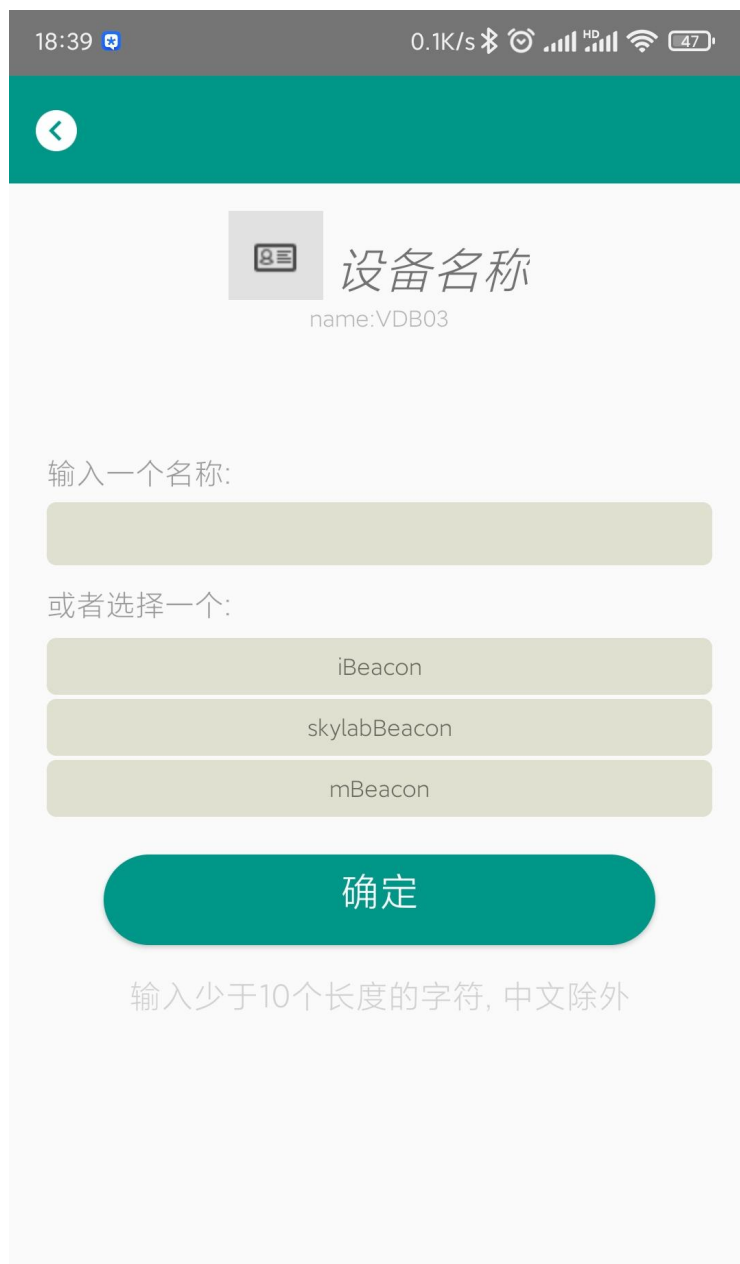 18:39 0.1K/s HD 47
设备名称
name:VDB03
输入一个名称:
或者选择一个:
iBeacon
skylabBeacon
mBeacon
确定
输入少于10个长度的字符, 中文除外